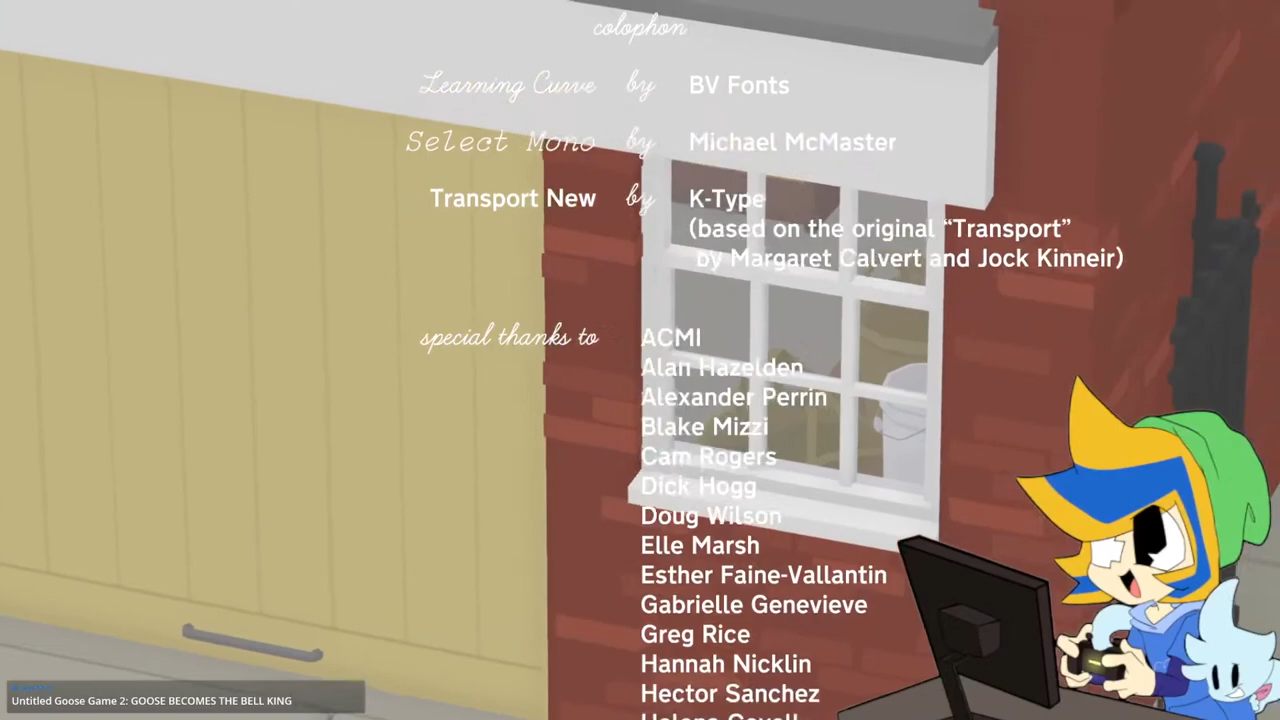 colophon
Learning Curve by BV Fonts
Select Mono by Michael McMaster
Transport New by K-Type
(based on the original “Transport”
by Margaret Calvert and Jock Kinneir)
special thanks to ACMI
Alan Hazelden
Alexander Perrin
Blake Mizzi
Cam Rogers
Dick Hogg
Doug Wilson
Elle Marsh
Esther Faine-Vallantin
Gabrielle Genevieve
Greg Rice
Hannah Nicklin
Hector Sanchez
Untitled Goose Game 2: GOOSE BECOMES THE BELL KING